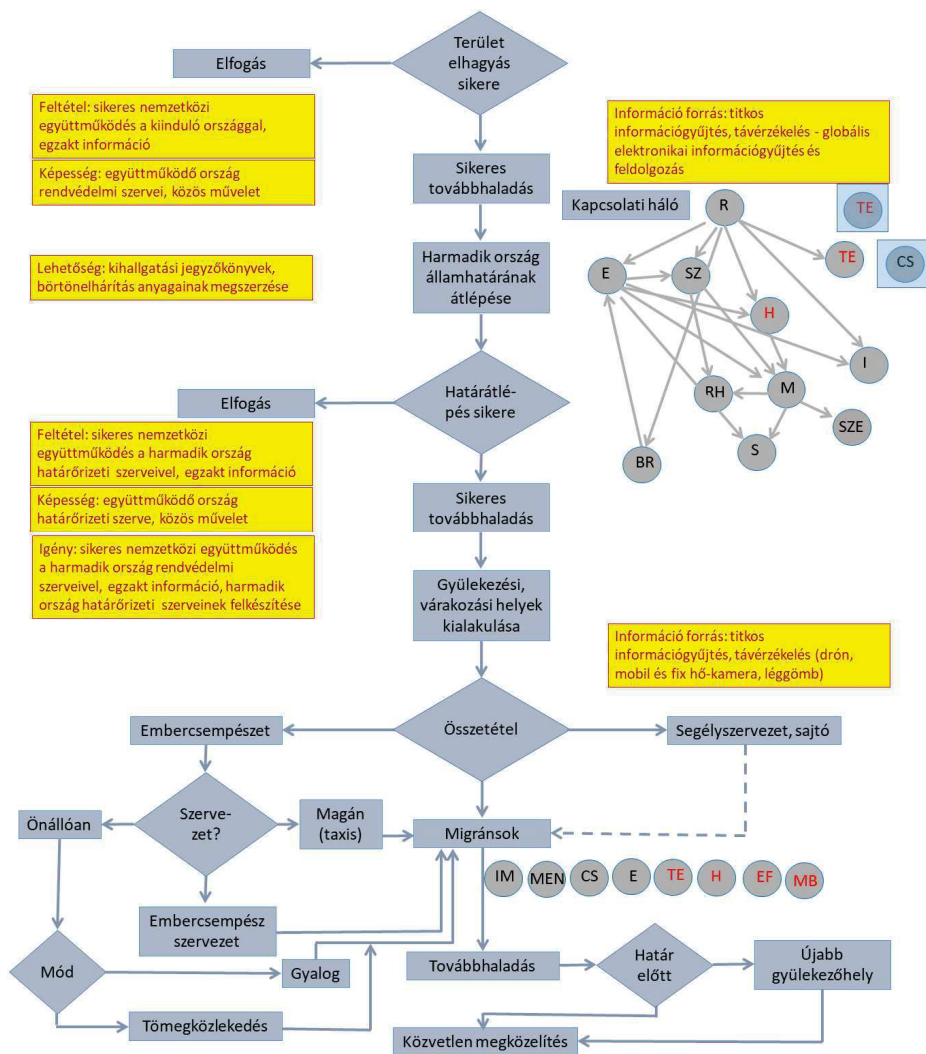 Terület
elhagyás
sikere
Elfogás
Feltétel: sikeres nemzetközi
együttműködés a kiinduló országgal,
egzakt információ
Képesség: együttműködő ország
rendvédelmi szervei, közös művelet
Információ forrás: titkos
információgyűjtés, távérzékelés - globális
elektronikai információgyűjtés és
feldolgozás
Sikeres
továbbhaladás
Kapcsolati háló
R
TE
TE
CS
E
SZ
H
I
RH
M
SZE
S
BR
Lehetőség: kihallgatási jegyzőkönyvek,
börtönelhárítás anyagainak megszerzése
Harmadik ország
államhatárának
átlépése
Határátlé-
pés sikere
Elfogás
Feltétel: sikeres nemzetközi
együttműködés a harmadik ország
határőrizeti szerveivel, egzakt információ
Képesség: együttműködő ország
határőrizeti szerve, közös művelet
Igény: sikeres nemzetközi együttműködés
a harmadik ország rendvédelmi
szerveivel, egzakt információ, harmadik
ország határőrizeti szerveinek felkészítése
Sikeres
továbbhaladás
Gyülekezési,
várakozási helyek
kialakulása
Információ forrás: titkos
információgyűjtés, távérzékelés (drón,
mobil és fix hő-kamera, léggömb)
Embercsempészet
Összetétel
Segélyszervezet, sajtó
Önállóan
Szerve-
zet?
Magán
(taxis)
Migránsok
IM
MEN
CS
E
TE
H
EF
MB
Embercsempész
szervezet
Mód
Gyalog
Továbbhaladás
Határ
előtt
Újabb
gyülekezőhely
Tömegközlekedés
Közvetlen megközelítés